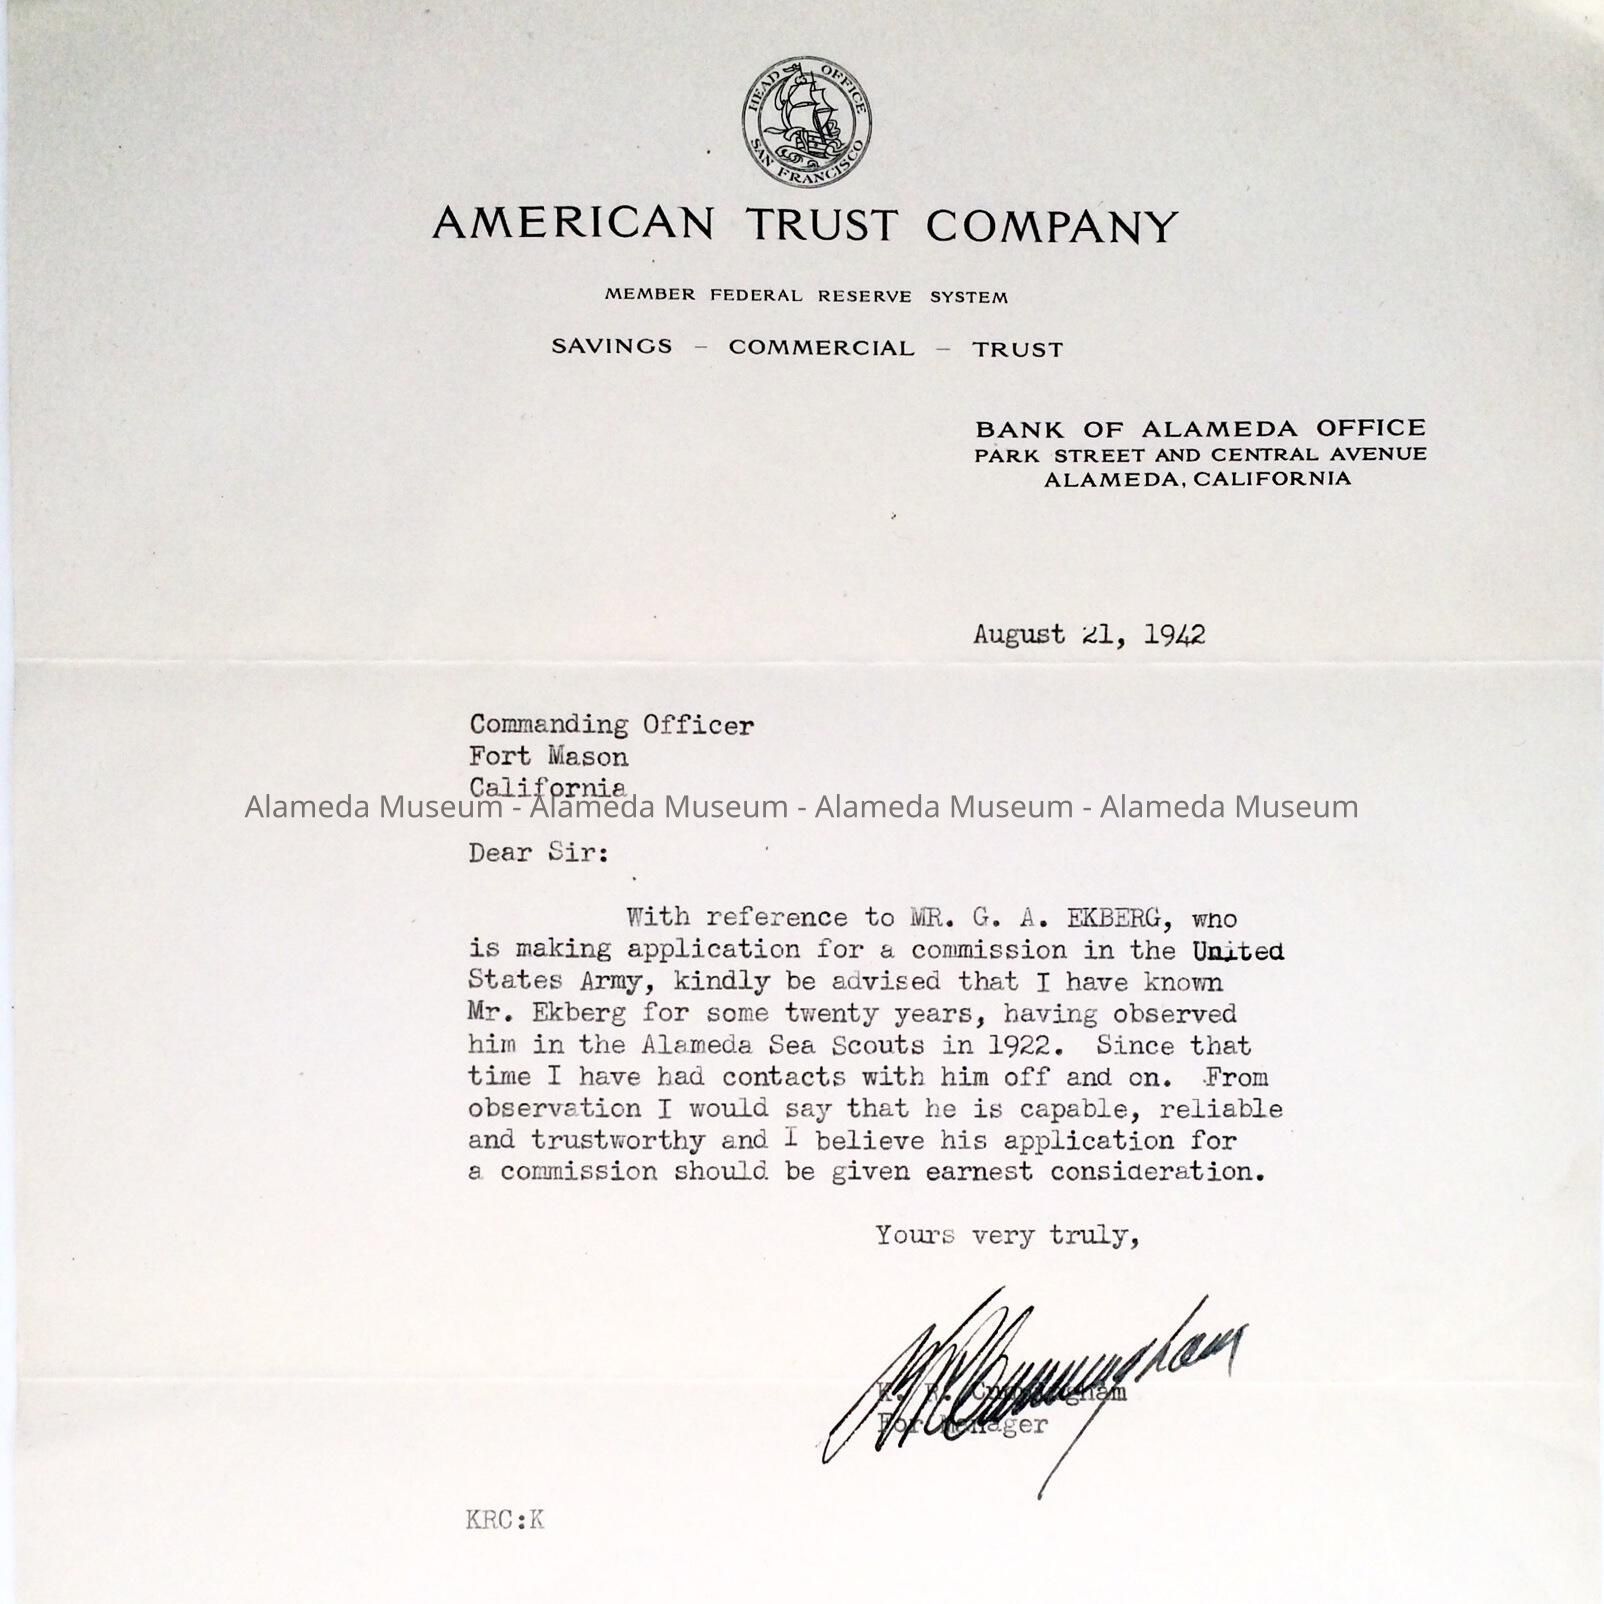 HEAD OFFICE
SAN FRANCISCO
AMERICAN TRUST COMPANY
MEMBER FEDERAL RESERVE SYSTEM
SAVINGS – COMMERCIAL – TRUST
BANK OF ALAMEDA OFFICE
PARK STREET AND CENTRAL AVENUE
ALAMEDA, CALIFORNIA
August 21, 1942
Commanding Officer
Fort Mason
California
Alameda Museum - Alameda Museum - Alameda Museum - Alameda Museum
Dear Sir:
With reference to MR. G. A. EKBERG, who
is making application for a commission in the United
States Army, kindly be advised that I have known
Mr. Ekberg for some twenty years, having observed
him in the Alameda Sea Scouts in 1922. Since that
time I have had contacts with him off and on. From
observation I would say that he is capable, reliable
and trustworthy and I believe his application for
a commission should be given earnest consideration.
Yours very truly,
K R Cunningham
K. R. Cunningham
For Manager
KRC:K